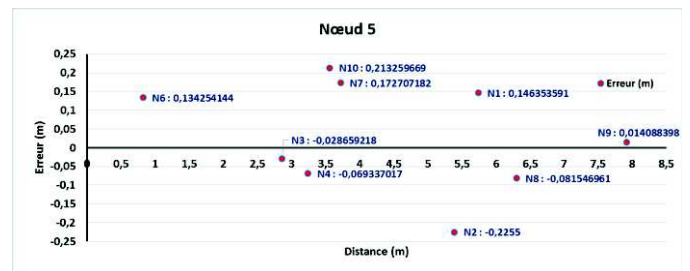 Nœud 5
0,25
0,2
0,15
0,1
0,05
0
-0,05
-0,1
-0,15
-0,2
-0,25
Erreur (m)
N10 : 0,213259669
N7 : 0,172707182
N6 : 0,134254144
N1 : 0,146353591
Erreur (m)
N9 : 0,014088398
N3 : -0,028659218
0 0,5 1 1,5 2 2,5 3 3,5 4 4,5 5 5,5 6 6,5 7 7,5 8 8,5
N4 : -0,069337017
N8 : -0,081546961
N2 : -0,2255
Distance (m)